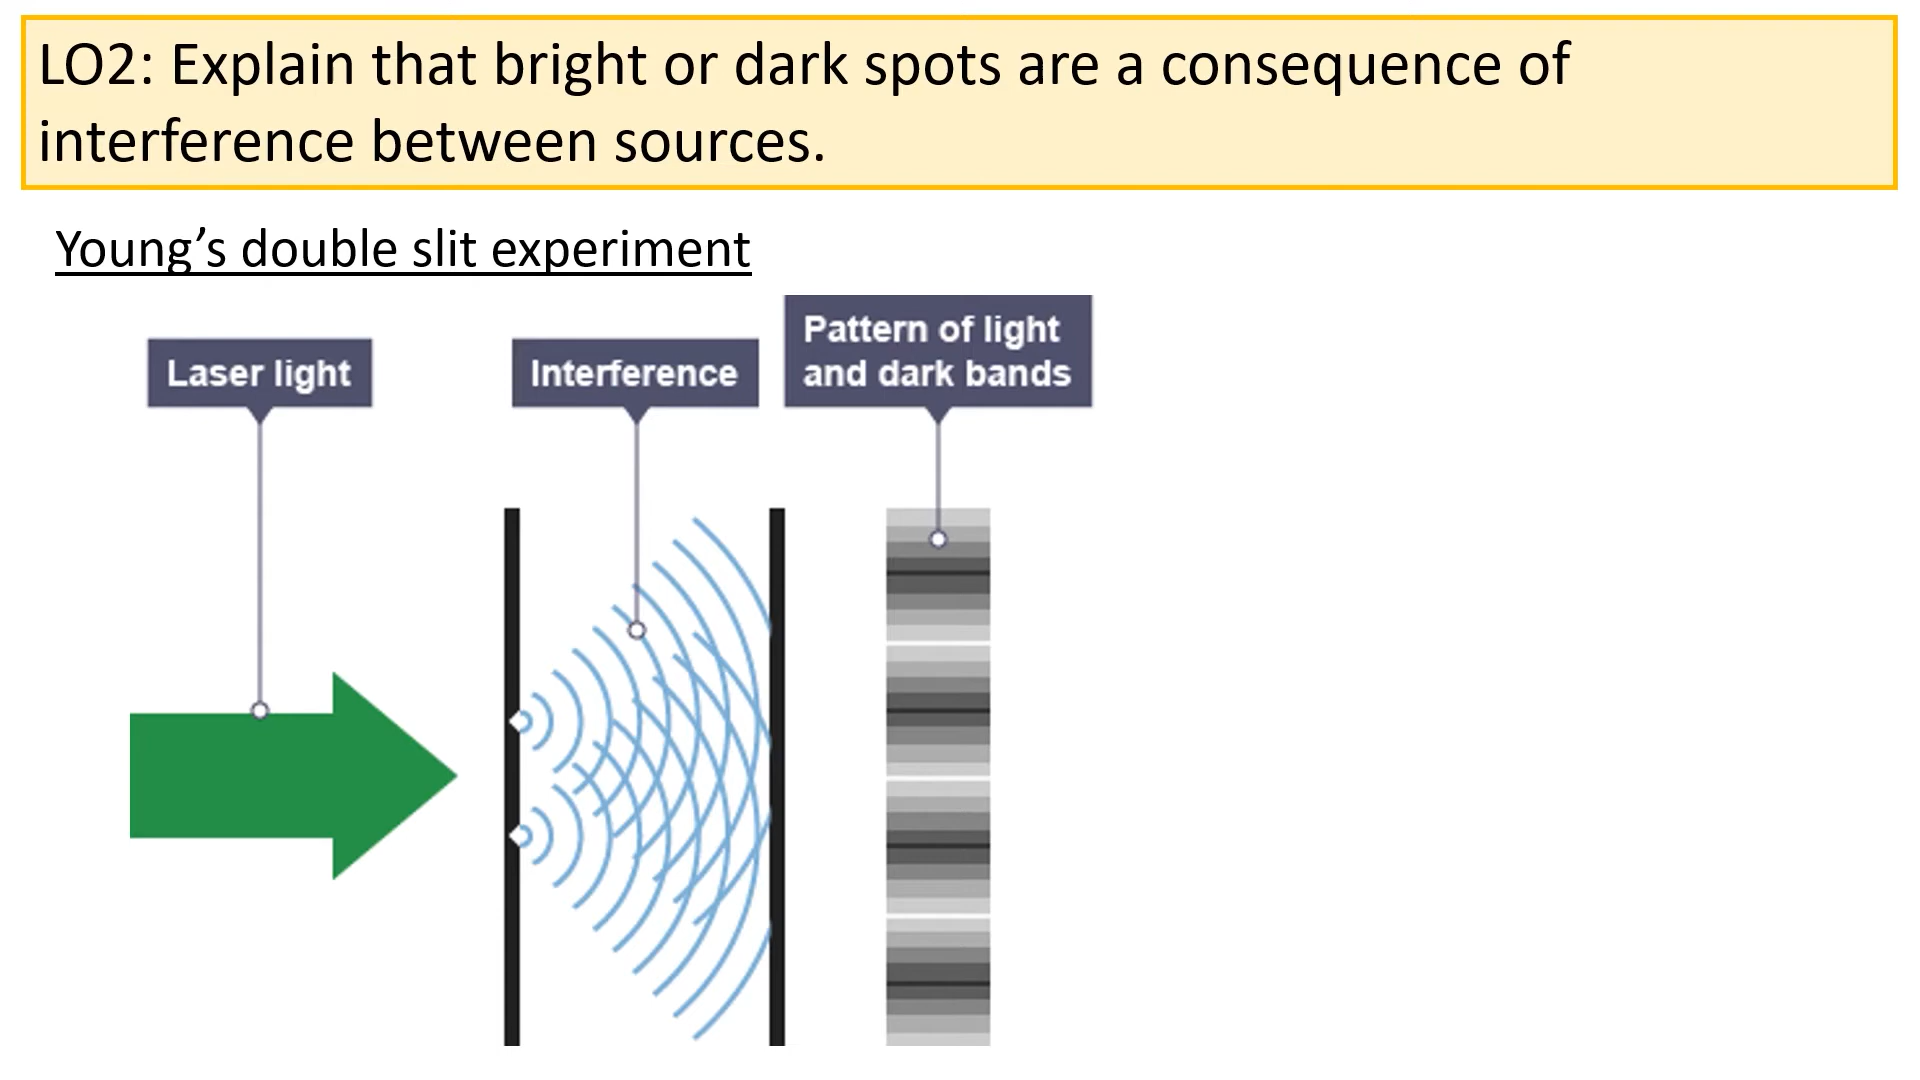 LO2: Explain that bright or dark spots are a consequence of
interference between sources.
Young’s double slit experiment
Laser light
Interference
Pattern of light
and dark bands